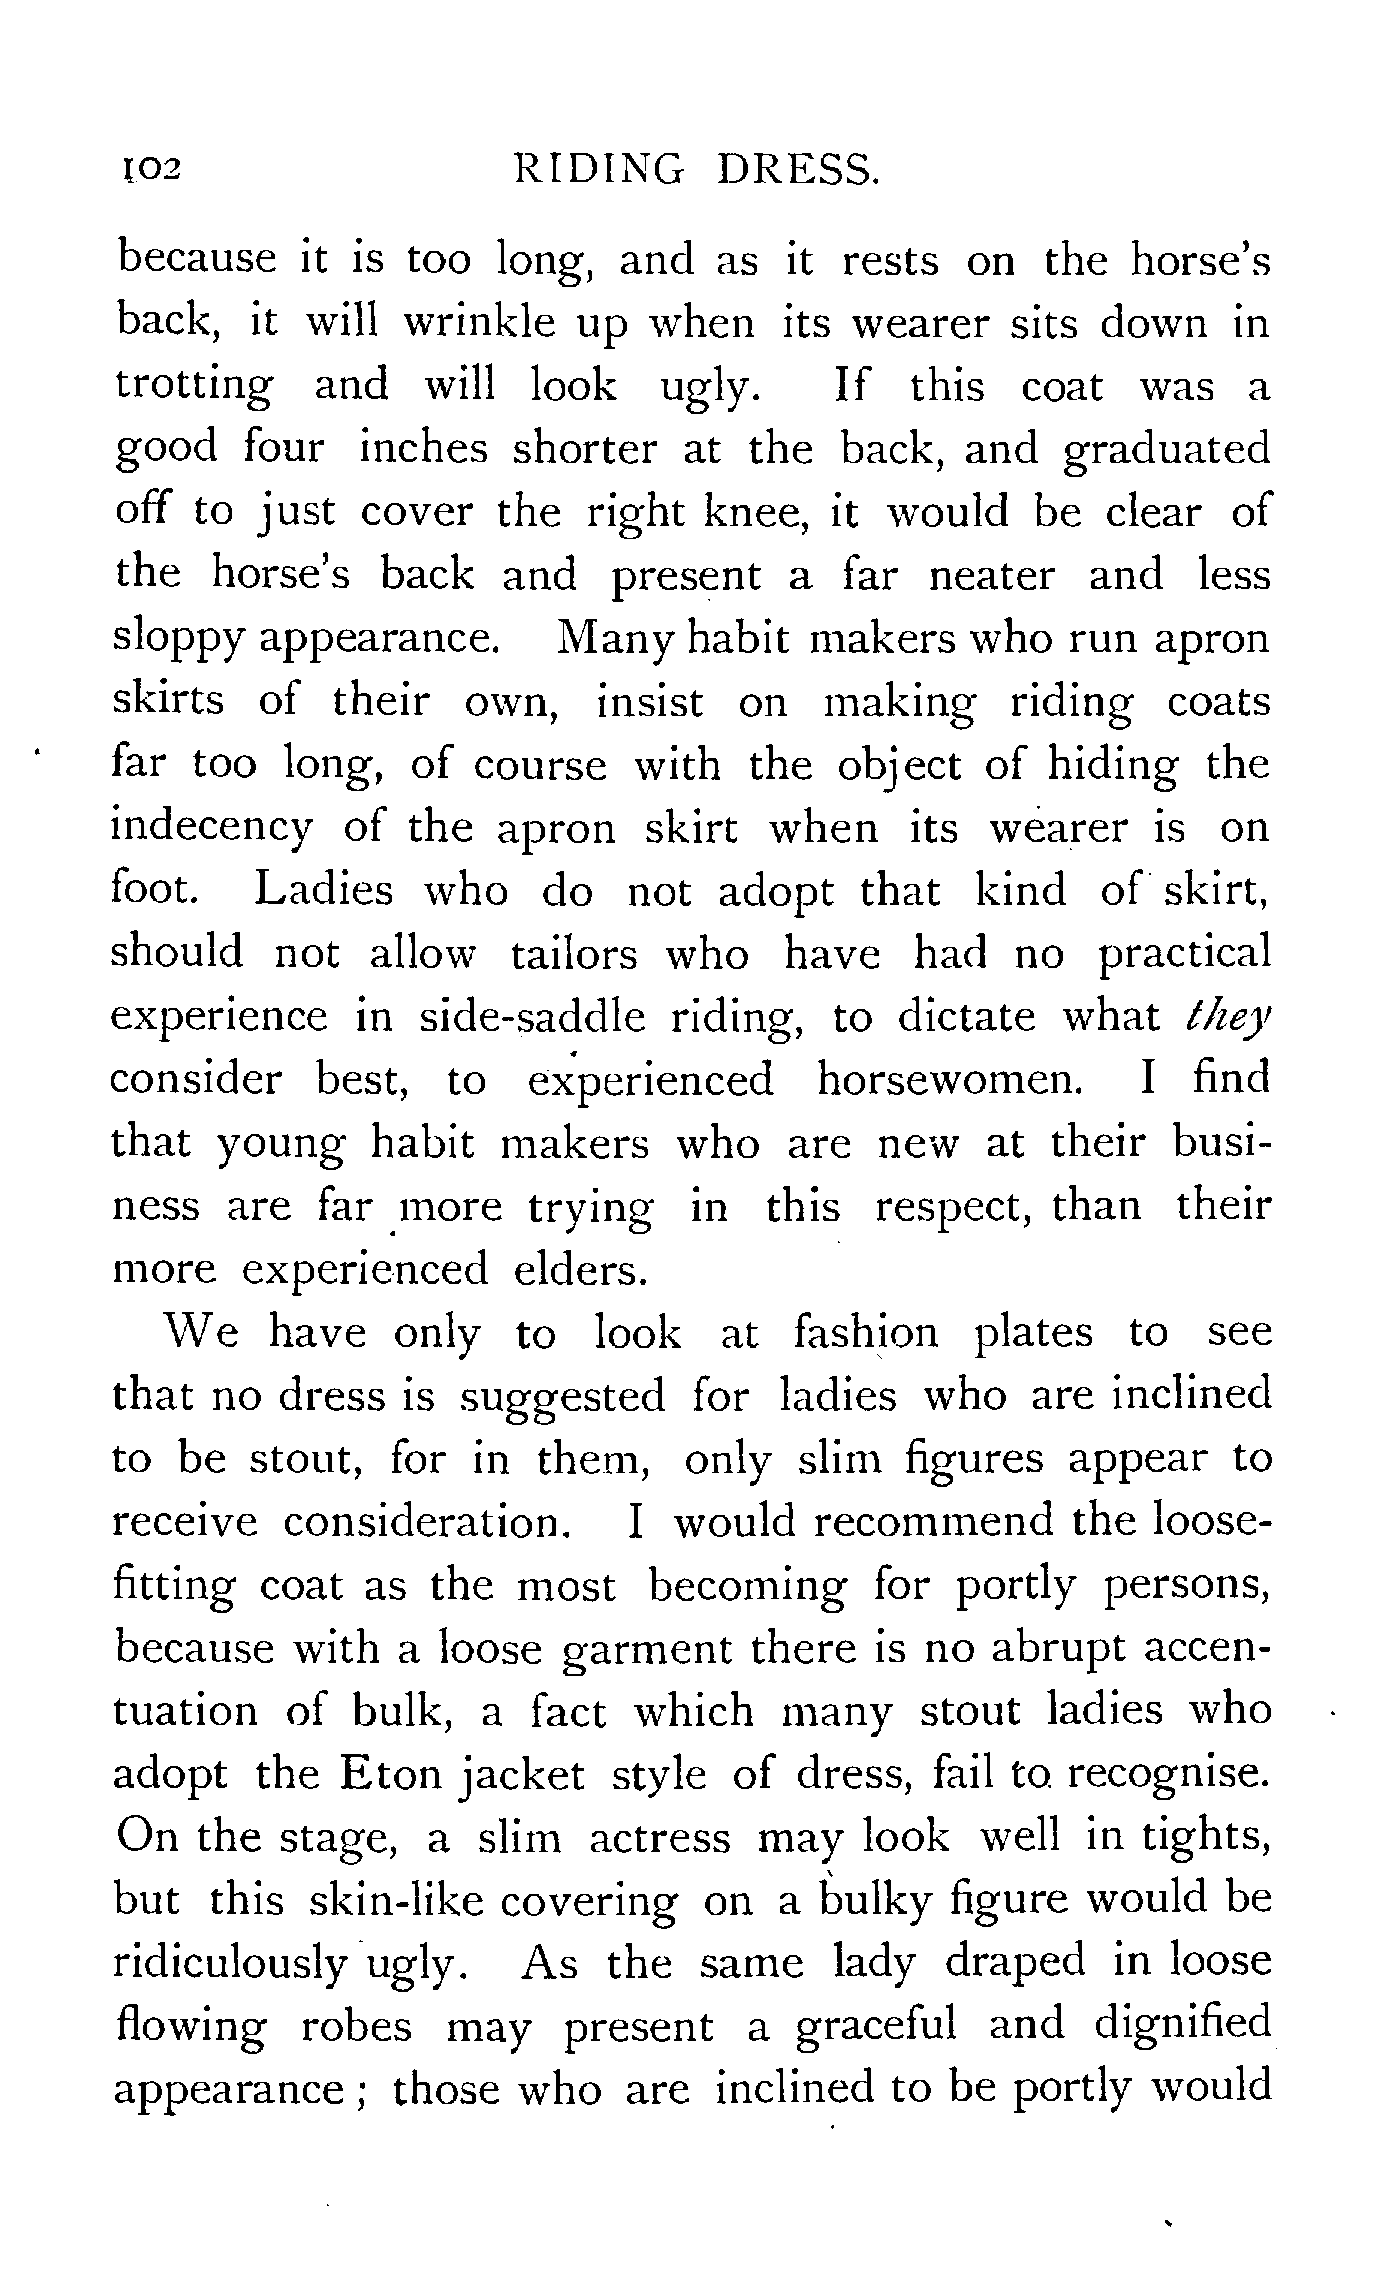 102 RIDING DRESS.
because it is too long, and as it rests on the horse's
back, it will wrinkle up when its wearer sits down in
trotting and will look ugly. If this coat was a
good four inches shorter at the back, and graduated
off to just cover the right knee, it would be clear of
the horse's back and present a far neater and less
sloppy appearance. Many habit makers who run apron
skirts of their own, insist on making riding coats
far too long, of course with the object of hiding the
indecency of the apron skirt when its wearer is on
foot. Ladies who do not adopt that kind of skirt,
should not allow tailors who have had no practical
experience in side-saddle riding, to dictate what they
consider best, to experienced horsewomen. I find
that young habit makers who are new at their busi-
ness are far more trying in this respect, than their
more experienced elders.
We have only to look at fashion plates to see
that no dress is suggested for ladies who are inclined
to be stout, for in them, only slim figures appear to
receive consideration. I would recommend the loose-
fitting coat as the most becoming for portly persons,
because with a loose garment there is no abrupt accen-
tuation of bulk, a fact which many stout ladies who
adopt the Eton jacket style of dress, fail to recognise.
On the stage, a slim actress may look well in tights,
but this skin-like covering on a bulky figure would be
ridiculously ugly. As the same lady draped in loose
flowing robes may present a graceful and dignified
appearance ; those who are inclined to be portly would